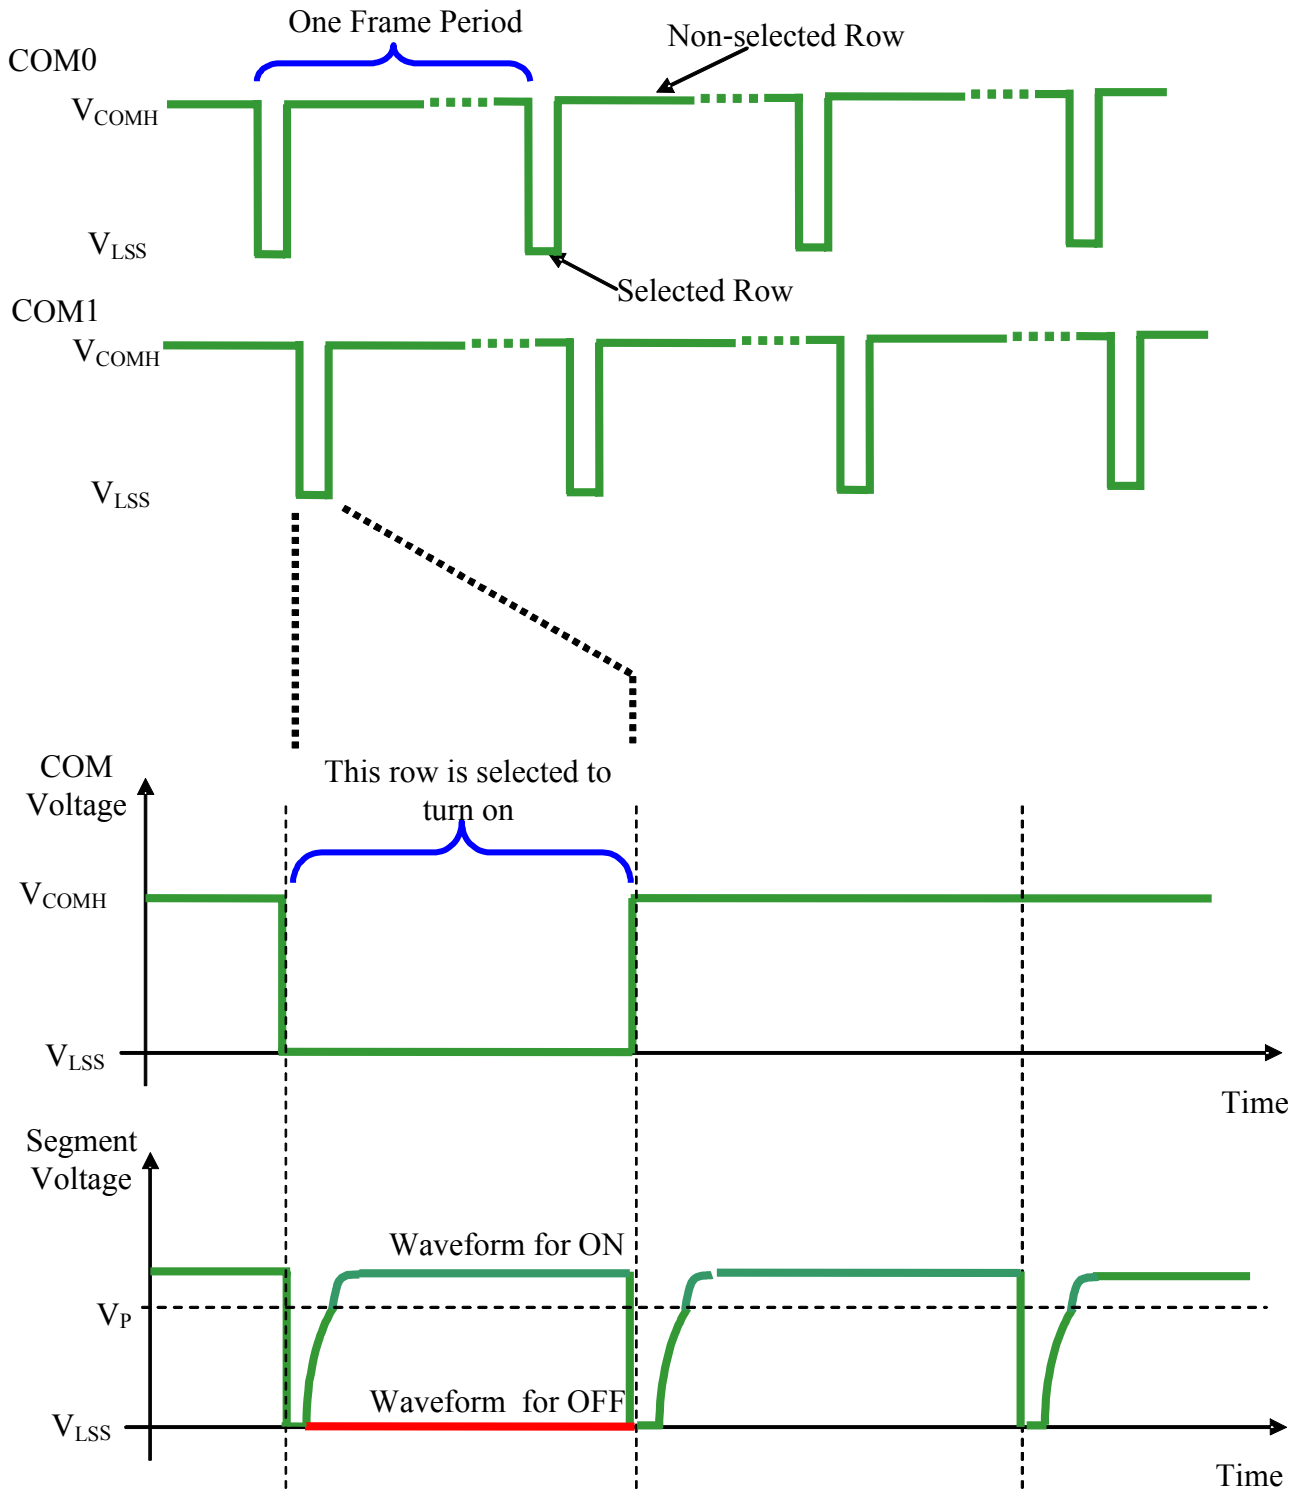 One Frame Period
Non-selected Row
COM0
VCOMH
VLSS
Selected Row
COM1
VCOMH
VLSS
COM
Voltage
This row is selected to
turn on
VCOMH
VLSS
Time
Segment
Voltage
Waveform for ON
VP
Waveform for OFF
VLSS
Time